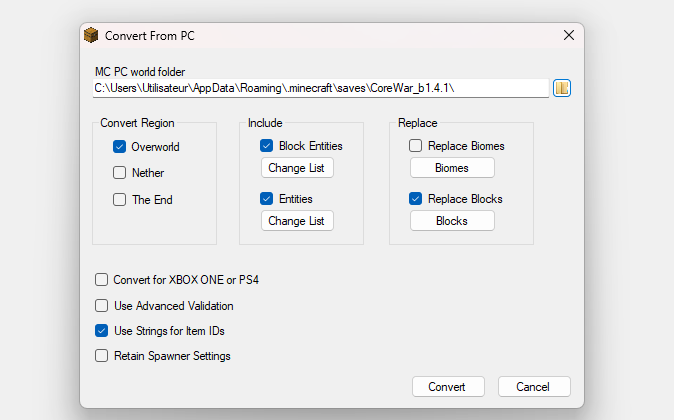 Convert From PC
MC PC world folder
C:\Users\Utilisateur\AppData\Roaming\.minecraft\saves\CoreWar_b1.4.1\
Convert Region
Overworld
Nether
The End
Include
Block Entities
Change List
Entities
Change List
Replace
Replace Biomes
Biomes
Replace Blocks
Blocks
Convert for XBOX ONE or PS4
Use Advanced Validation
Use Strings for Item IDs
Retain Spawner Settings
Convert
Cancel